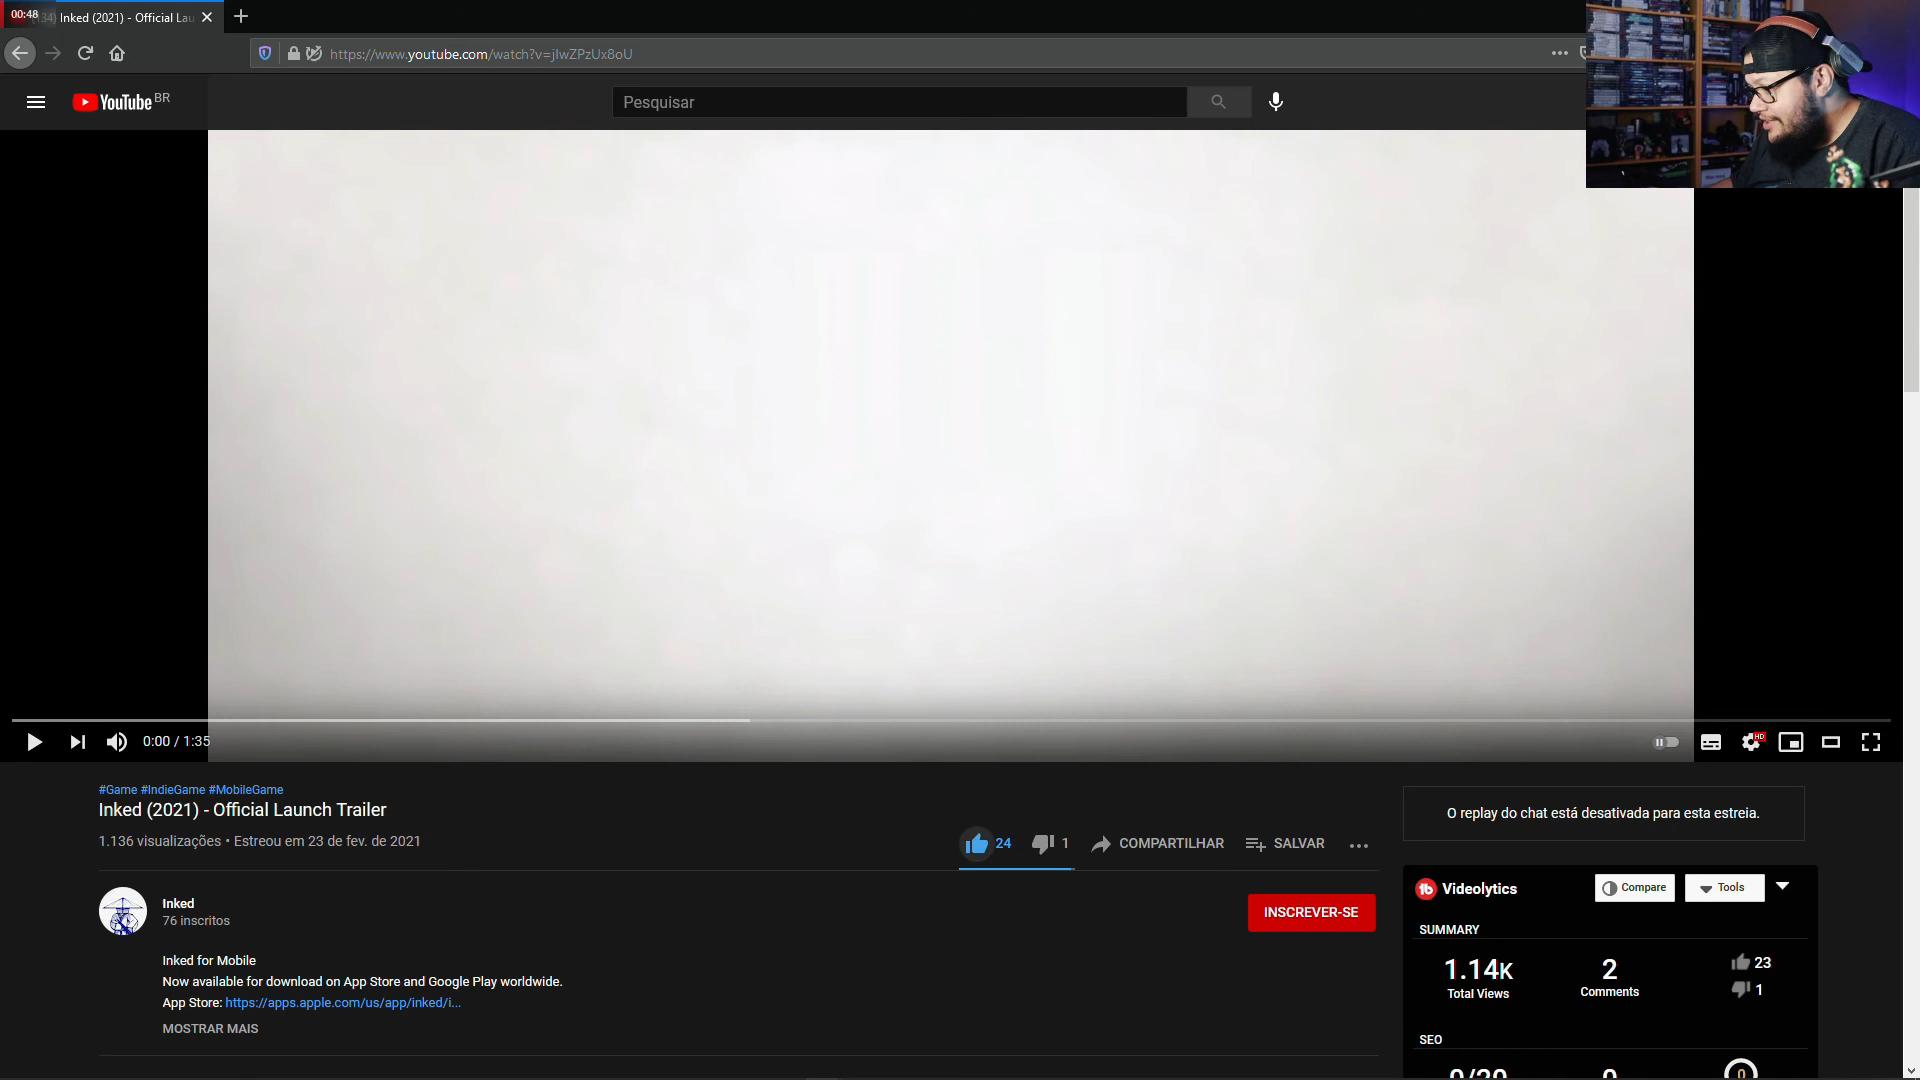 00:48
Inked (2021) - Official Lau
https://www.youtube.com/watch?v=jIwZPzUx8oU
YouTube BR
Pesquisar
0:00 / 1:35
HD
#Game #IndieGame #MobileGame
Inked (2021) - Official Launch Trailer
1.136 visualizações • Estreou em 23 de fev. de 2021
24
1
COMPARTILHAR
SALVAR
O replay do chat está desativada para esta estreia.
Inked
76 inscritos
INSCREVER-SE
Inked for Mobile
Now available for download on App Store and Google Play worldwide.
App Store: https://apps.apple.com/us/app/inked/i...
MOSTRAR MAIS
Videolytics
Compare
Tools
SUMMARY
1.14K
Total Views
2
Comments
23
1
SEO